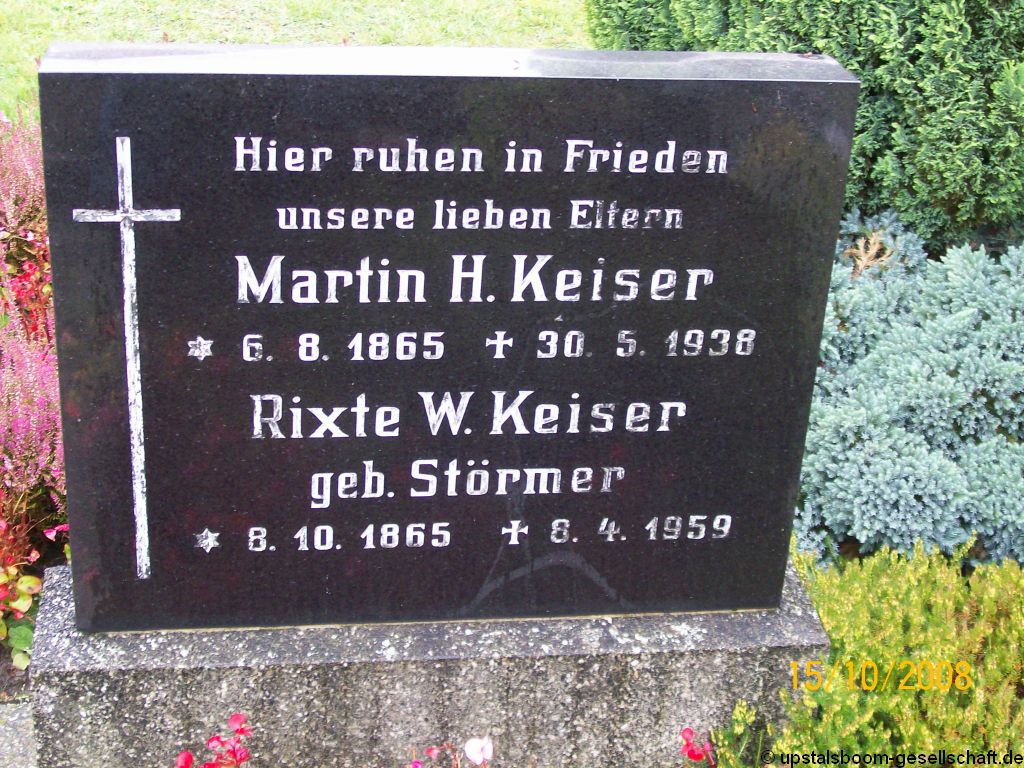 Hier ruhen in Frieden
unsere lieben Eltern
Martin H. Keiser
* 6. 8. 1865 ✝ 30. 5. 1938
Rixte W. Keiser
geb. Störmer
* 8. 10. 1865 ✝ 8. 4. 1959
15/10/2008
© upstalsboom-gesellschaft.de